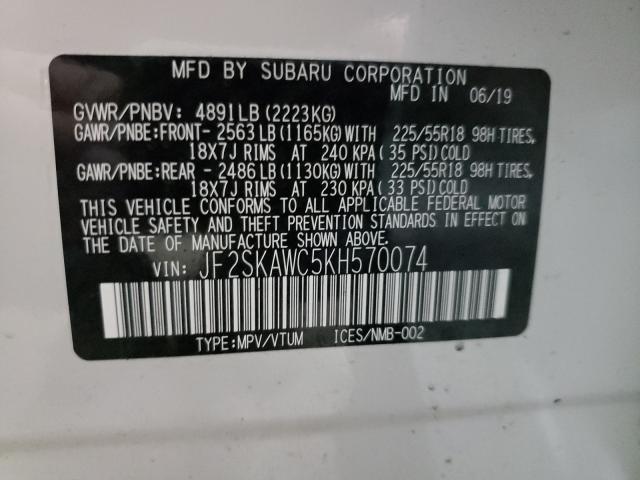 MFD BY SUBARU CORPORATION
MFD IN 06/19
GVWR/PNBV: 4891LB(2223KG)
GAWR/PNBE:FRONT- 2563LB(1165KG)WITH 225/55R18 98H TIRES,
18X7J RIMS AT 240 KPA(35 PSI)COLD
GAWR/PNBE:REAR - 2486LB(1130KG)WITH 225/55R18 98H TIRES,
18X7J RIMS AT 230 KPA(33 PSI)COLD
THIS VEHICLE CONFORMS TO ALL APPLICABLE FEDERAL MOTOR
VEHICLE SAFETY AND THEFT PREVENTION STANDARDS IN EFFECT ON
THE DATE OF MANUFACTURE SHOWN ABOVE.
VIN: JF2SKAWC5KH570074
TYPE:MPV/VTUM ICES/NMB-002